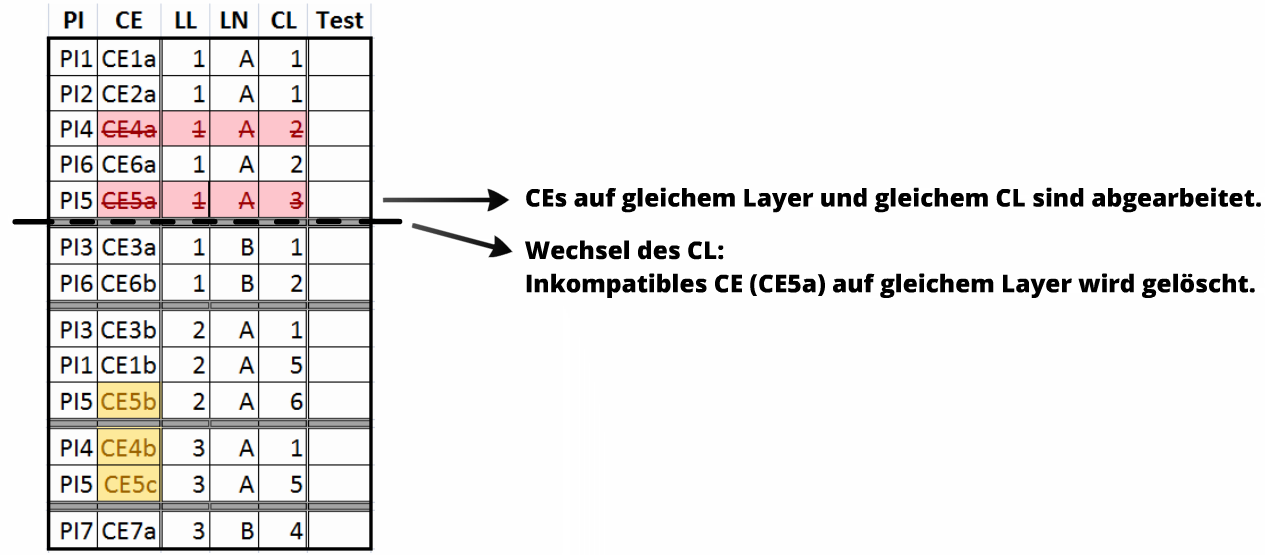 PI CE LL LN CL Test
PI1 CE1a 1 A 1
PI2 CE2a 1 A 1
PI4 CE4a 1 A 2
PI6 CE6a 1 A 2
PI5 CE5a 1 A 3
CEs auf gleichem Layer und gleichem CL sind abgearbeitet.
PI3 CE3a 1 B 1
Wechsel des CL:
PI6 CE6b 1 B 2
Inkompatibles CE (CE5a) auf gleichem Layer wird gelöscht.
PI3 CE3b 2 A 1
PI1 CE1b 2 A 5
PI5 CE5b 2 A 6
PI4 CE4b 3 A 1
PI5 CE5c 3 A 5
PI7 CE7a 3 B 4